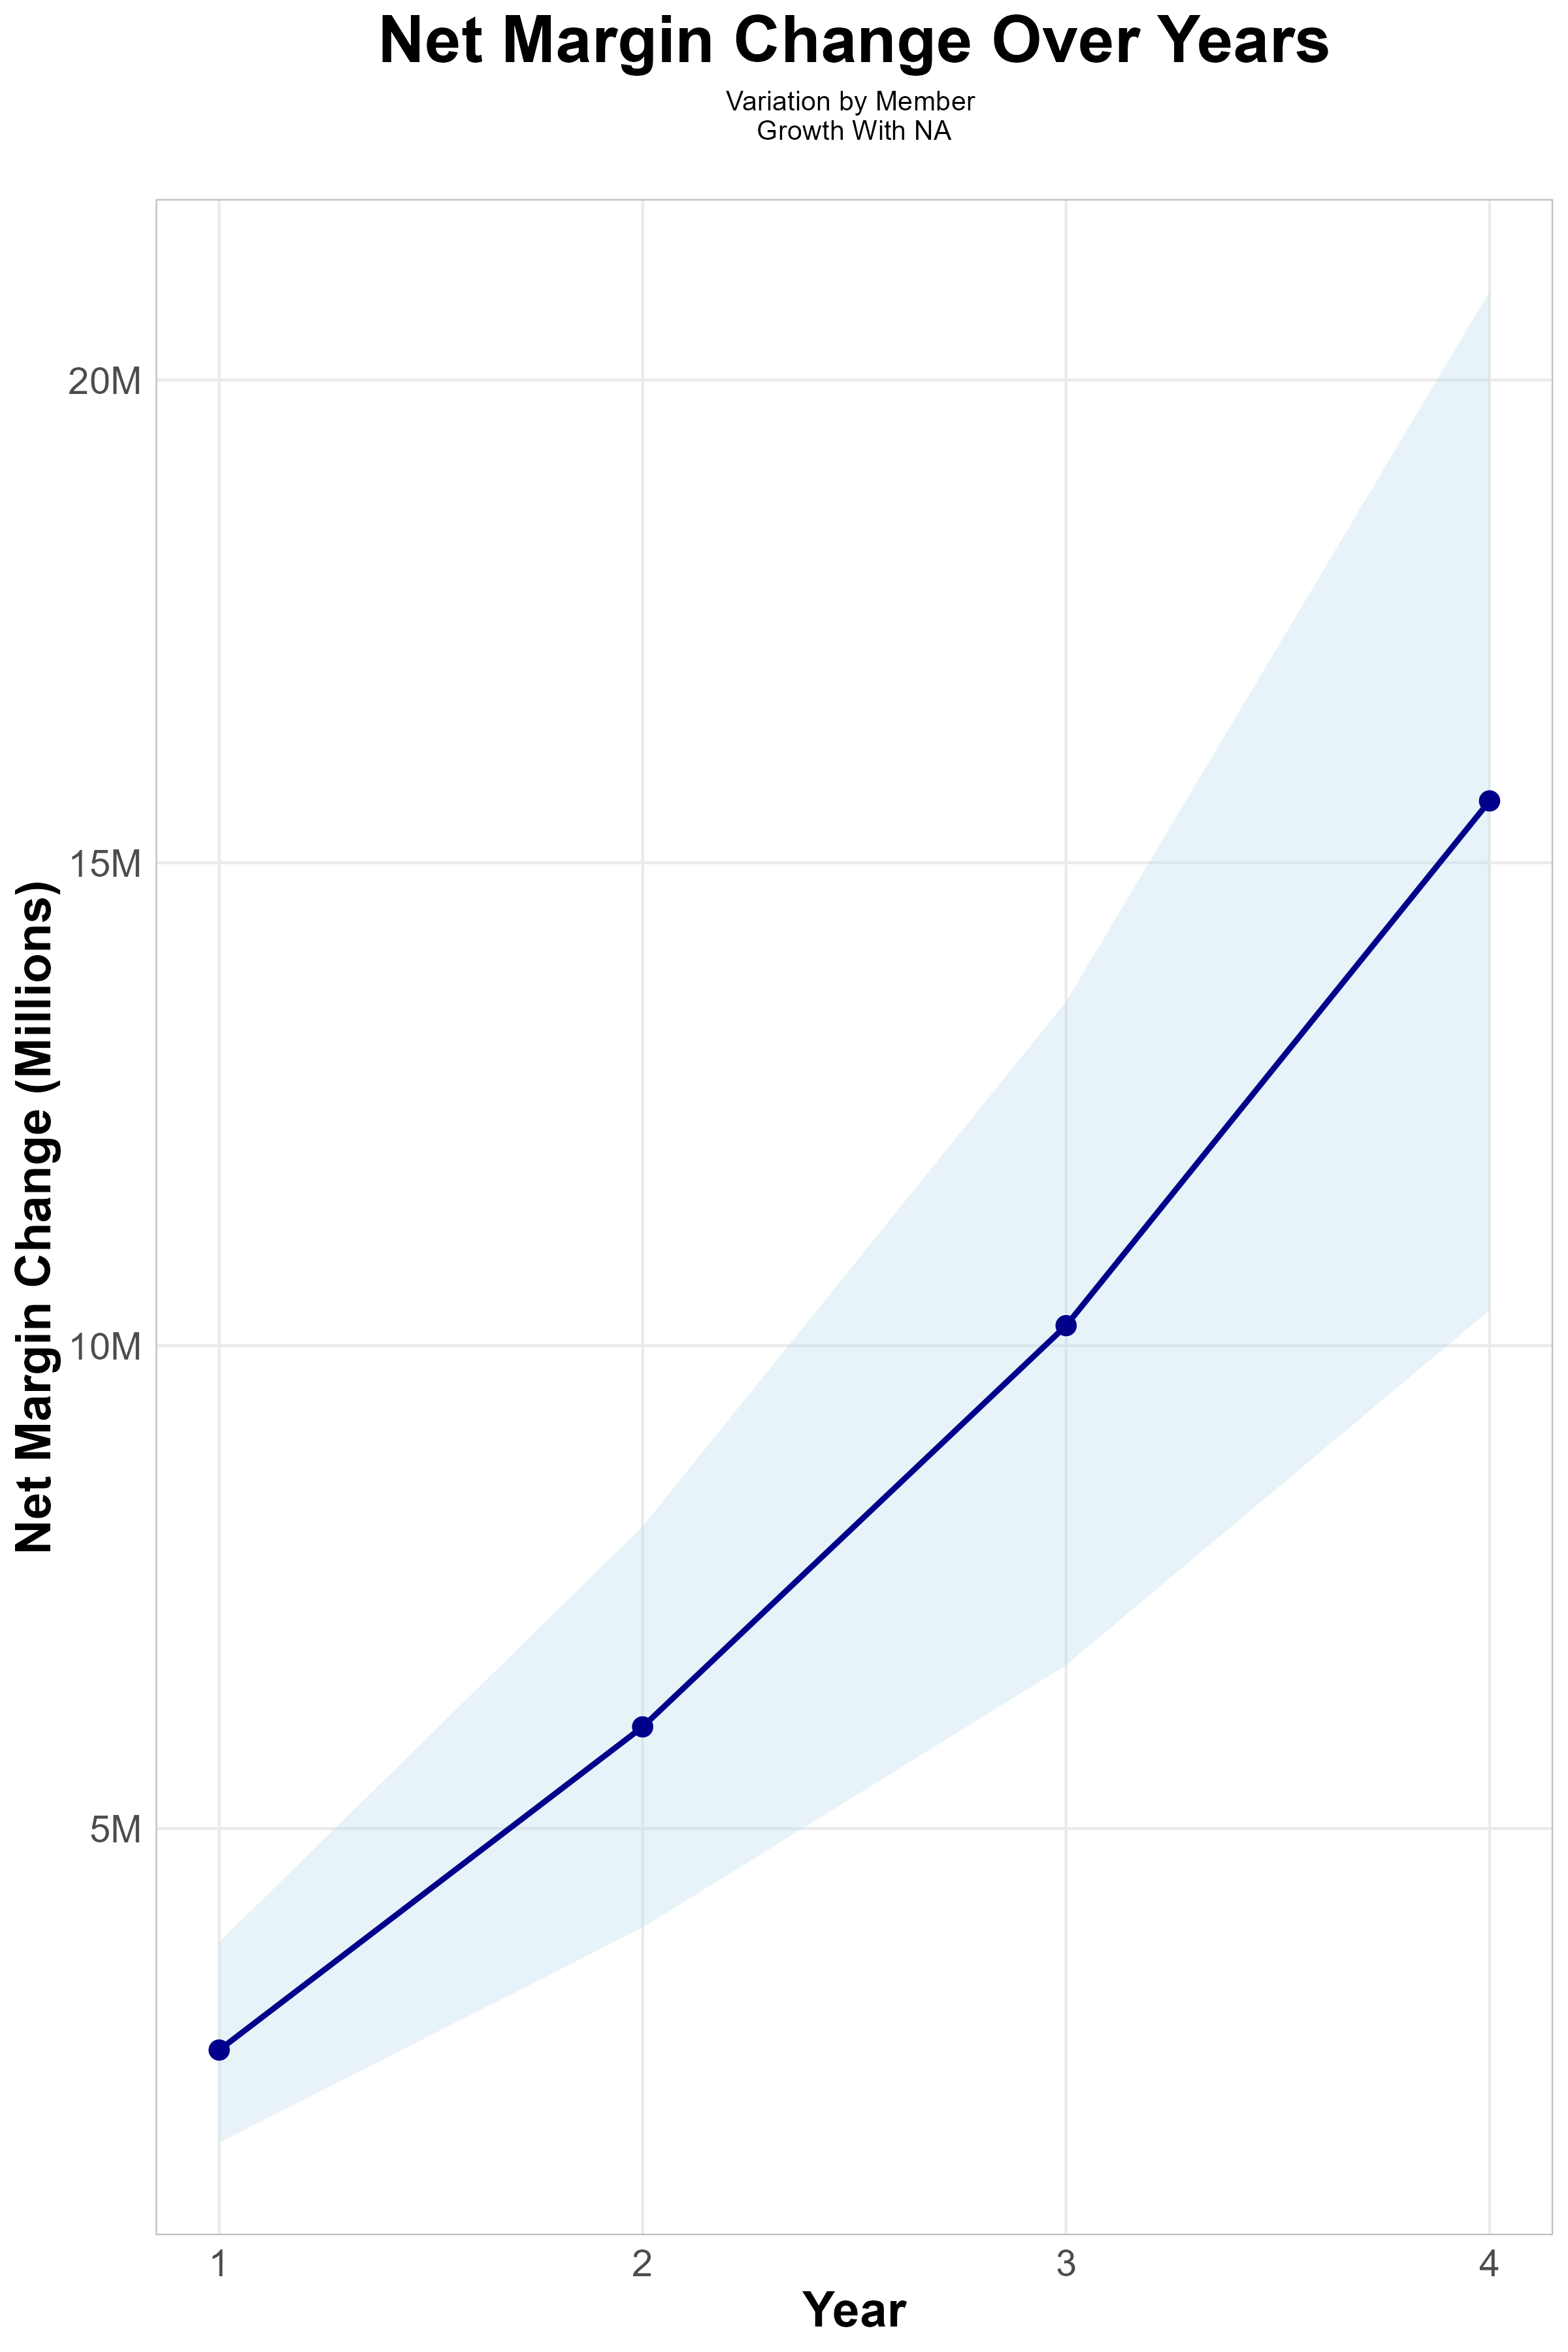 Net Margin Change Over Years
Variation by Member
Growth With NA
Net Margin Change (Millions)
20M
15M
10M
5M
1
2
3
4
Year